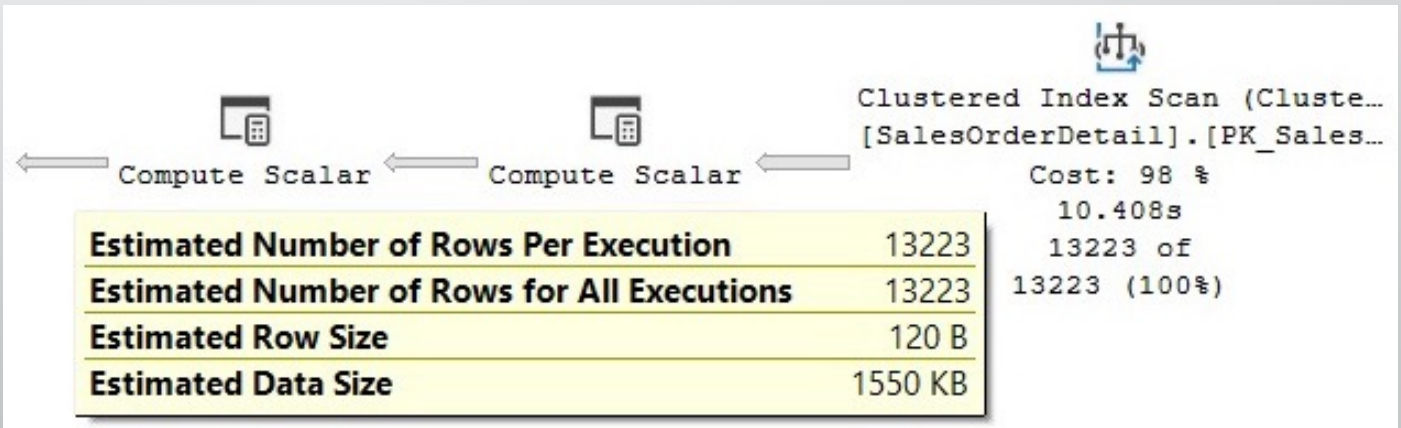 Clustered Index Scan (Cluste…
[SalesOrderDetail].[PK_Sales…
Cost: 98 %
10.408s
13223 of
13223 (100%)
Compute Scalar
Compute Scalar
Estimated Number of Rows Per Execution 13223
Estimated Number of Rows for All Executions 13223
Estimated Row Size 120 B
Estimated Data Size 1550 KB